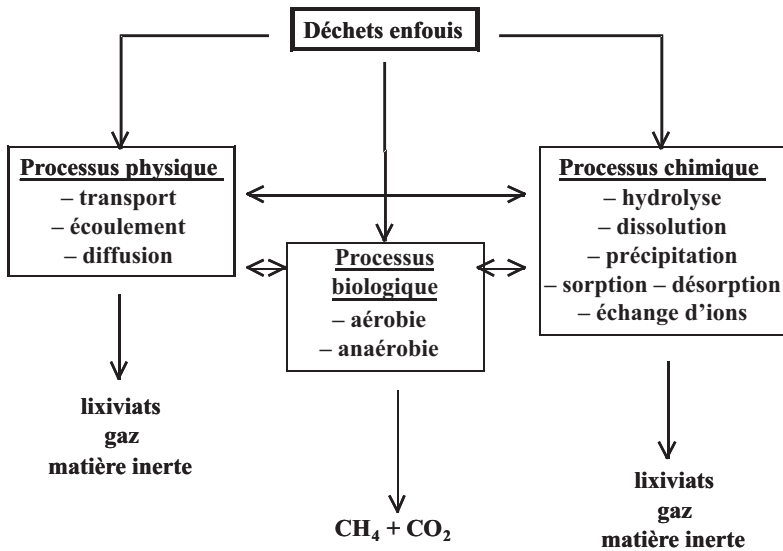 Déchets enfouis
Processus physique
– transport
– écoulement
– diffusion
Processus
biologique
– aérobie
– anaérobie
Processus chimique
– hydrolyse
– dissolution
– précipitation
– sorption – désorption
– échange d’ions
lixiviats
gaz
matière inerte
CH₄ + CO₂
lixiviats
gaz
matière inerte